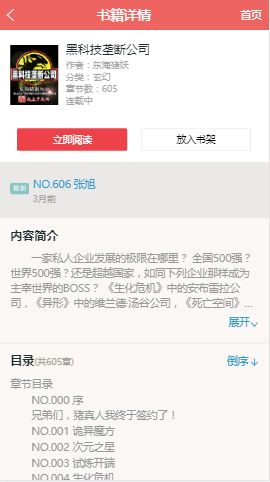 书籍详情
首页
黑科技垄断公司
作者：东海猪妖
分类：玄幻
章节数：605
连载中
立即阅读
放入书架
最新
NO.606 张旭
3月前
内容简介
一家私人企业发展的极限在哪里？ 全国500强？
世界500强？还是超越国家，如同下列企业那样成为
主宰世界的BOSS？ 《生化危机》中的安布雷拉公
司，《异形》中的维兰德·汤谷公司，《死亡空间》…
展开
目录(共605章)
倒序
章节目录
NO.000 序
兄弟们，猪真人我终于签约了！
NO.001 诡异魔方
NO.002 次元之星
NO.003 试炼开端
NO.004 生化危机